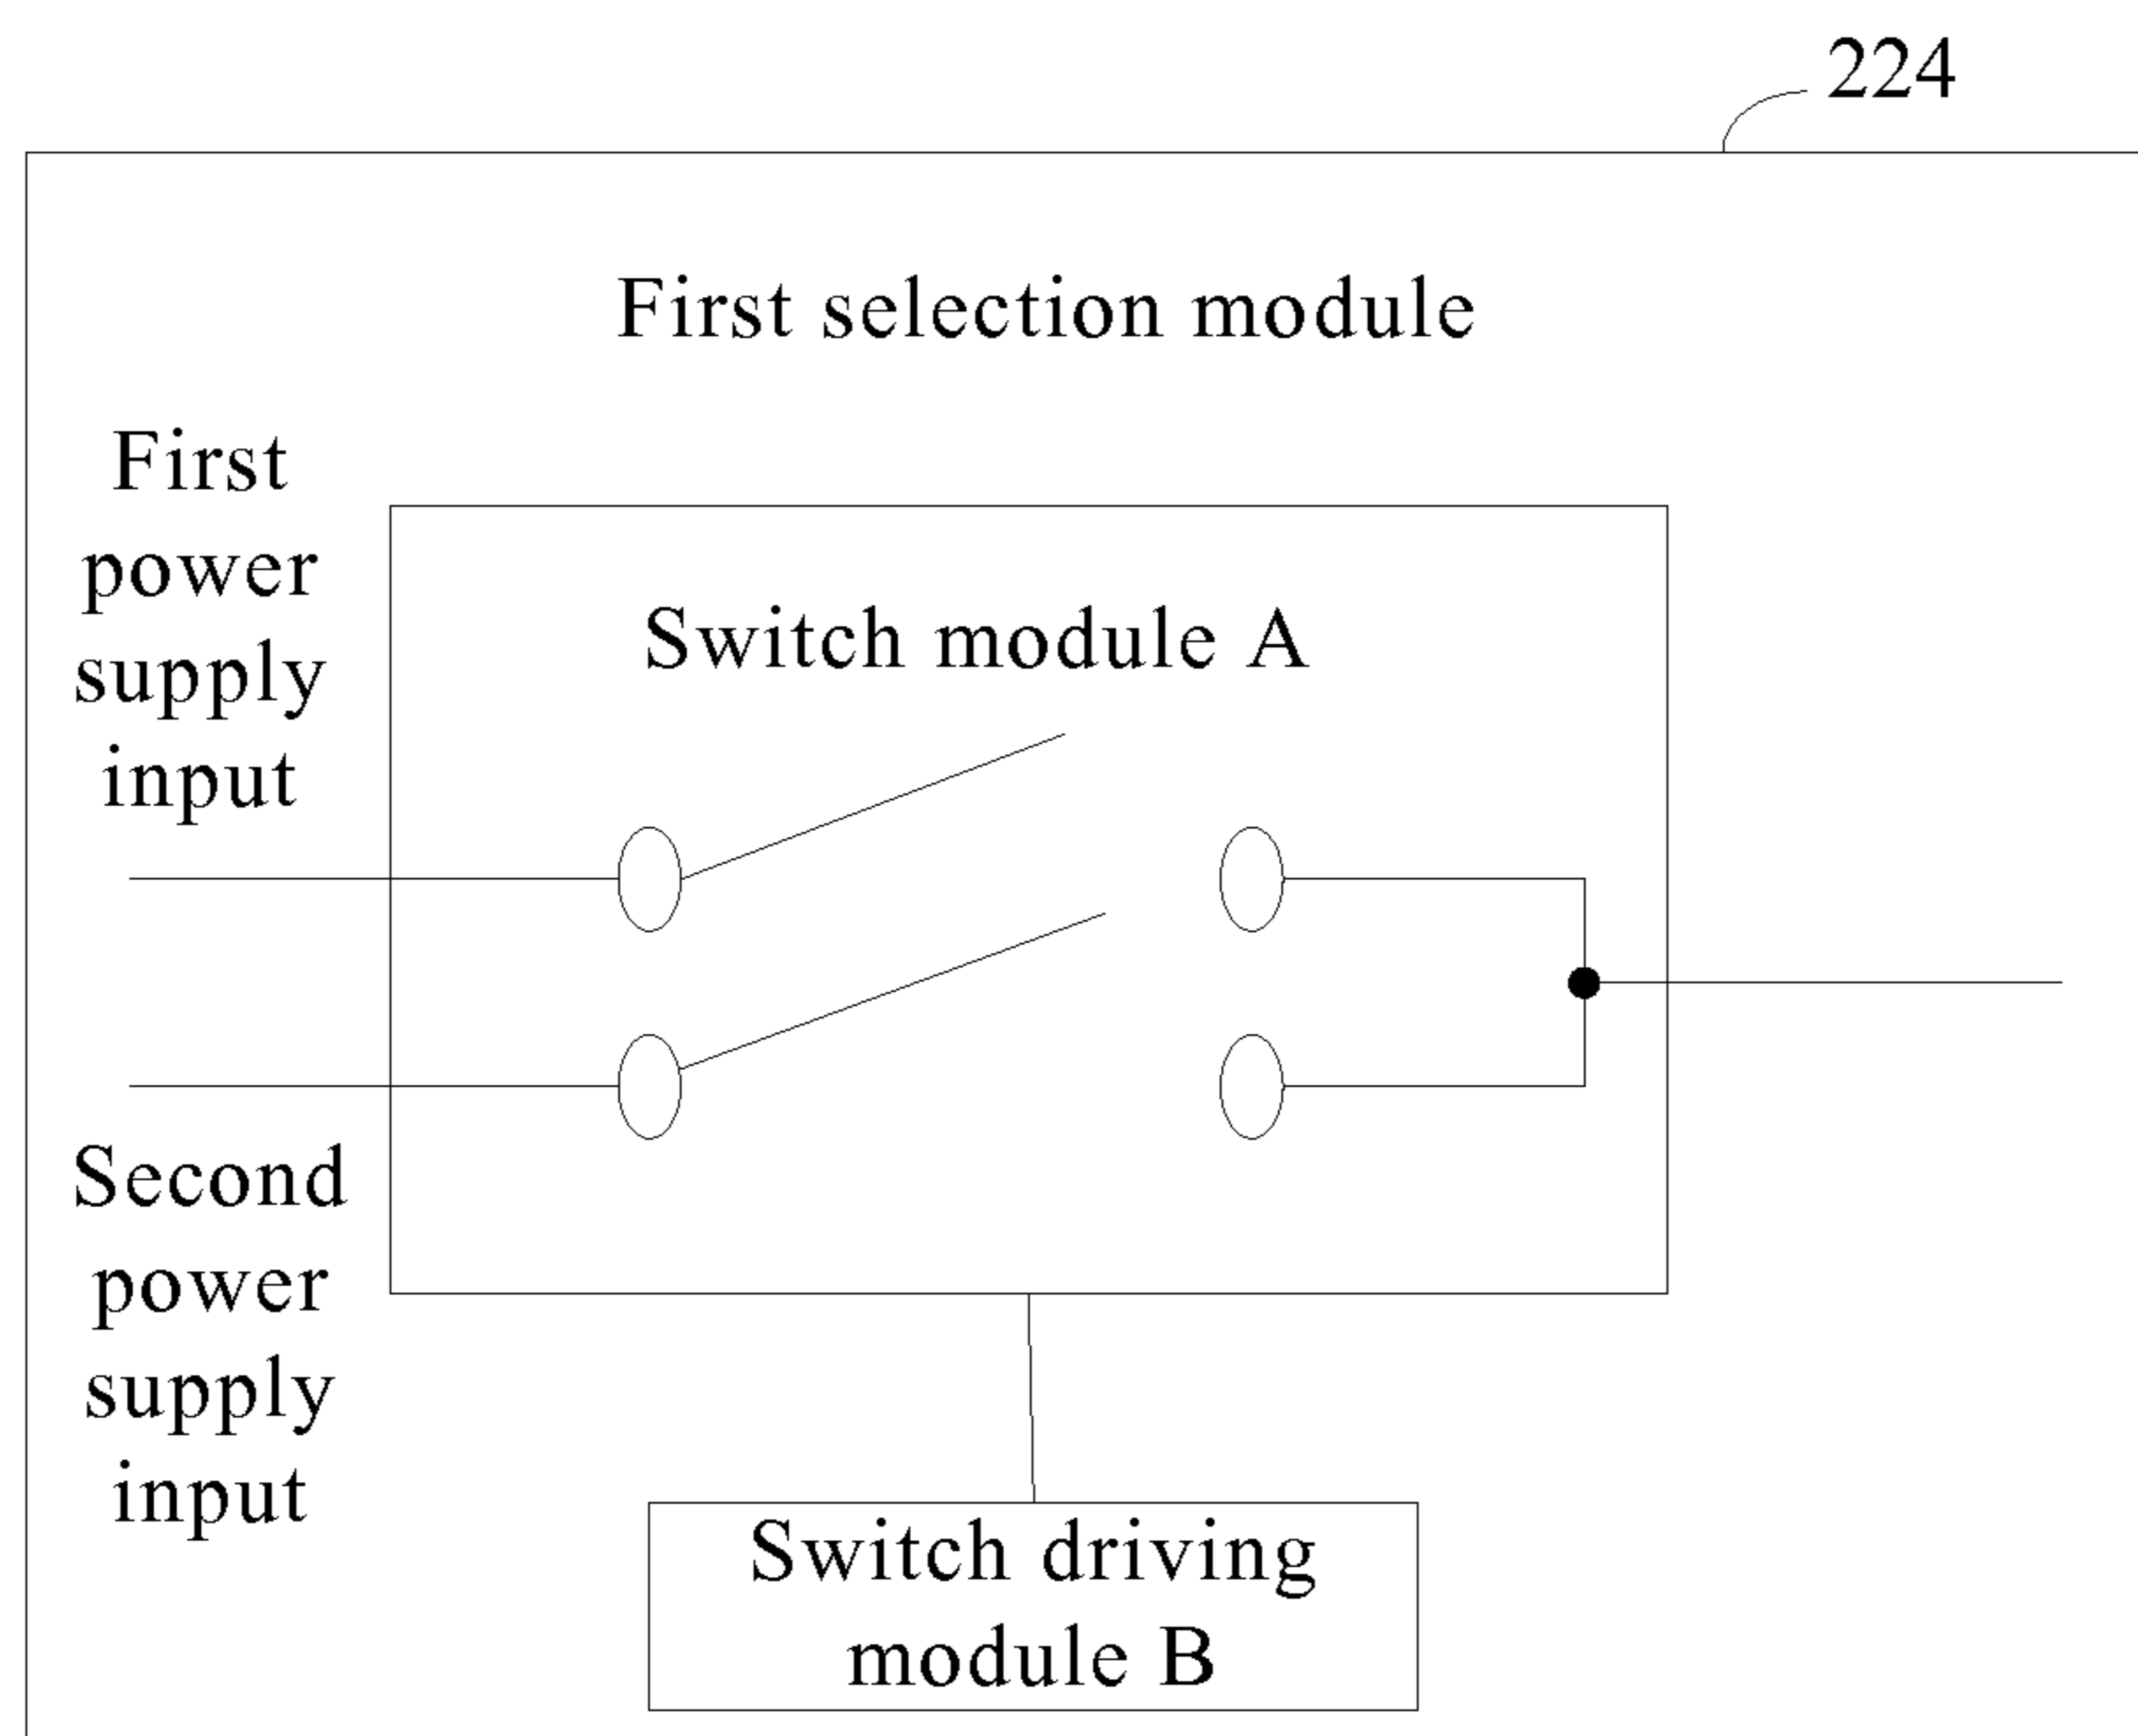 224
First selection module
First
power
supply
input
Switch module A
Second
power
supply
input
Switch driving
module B